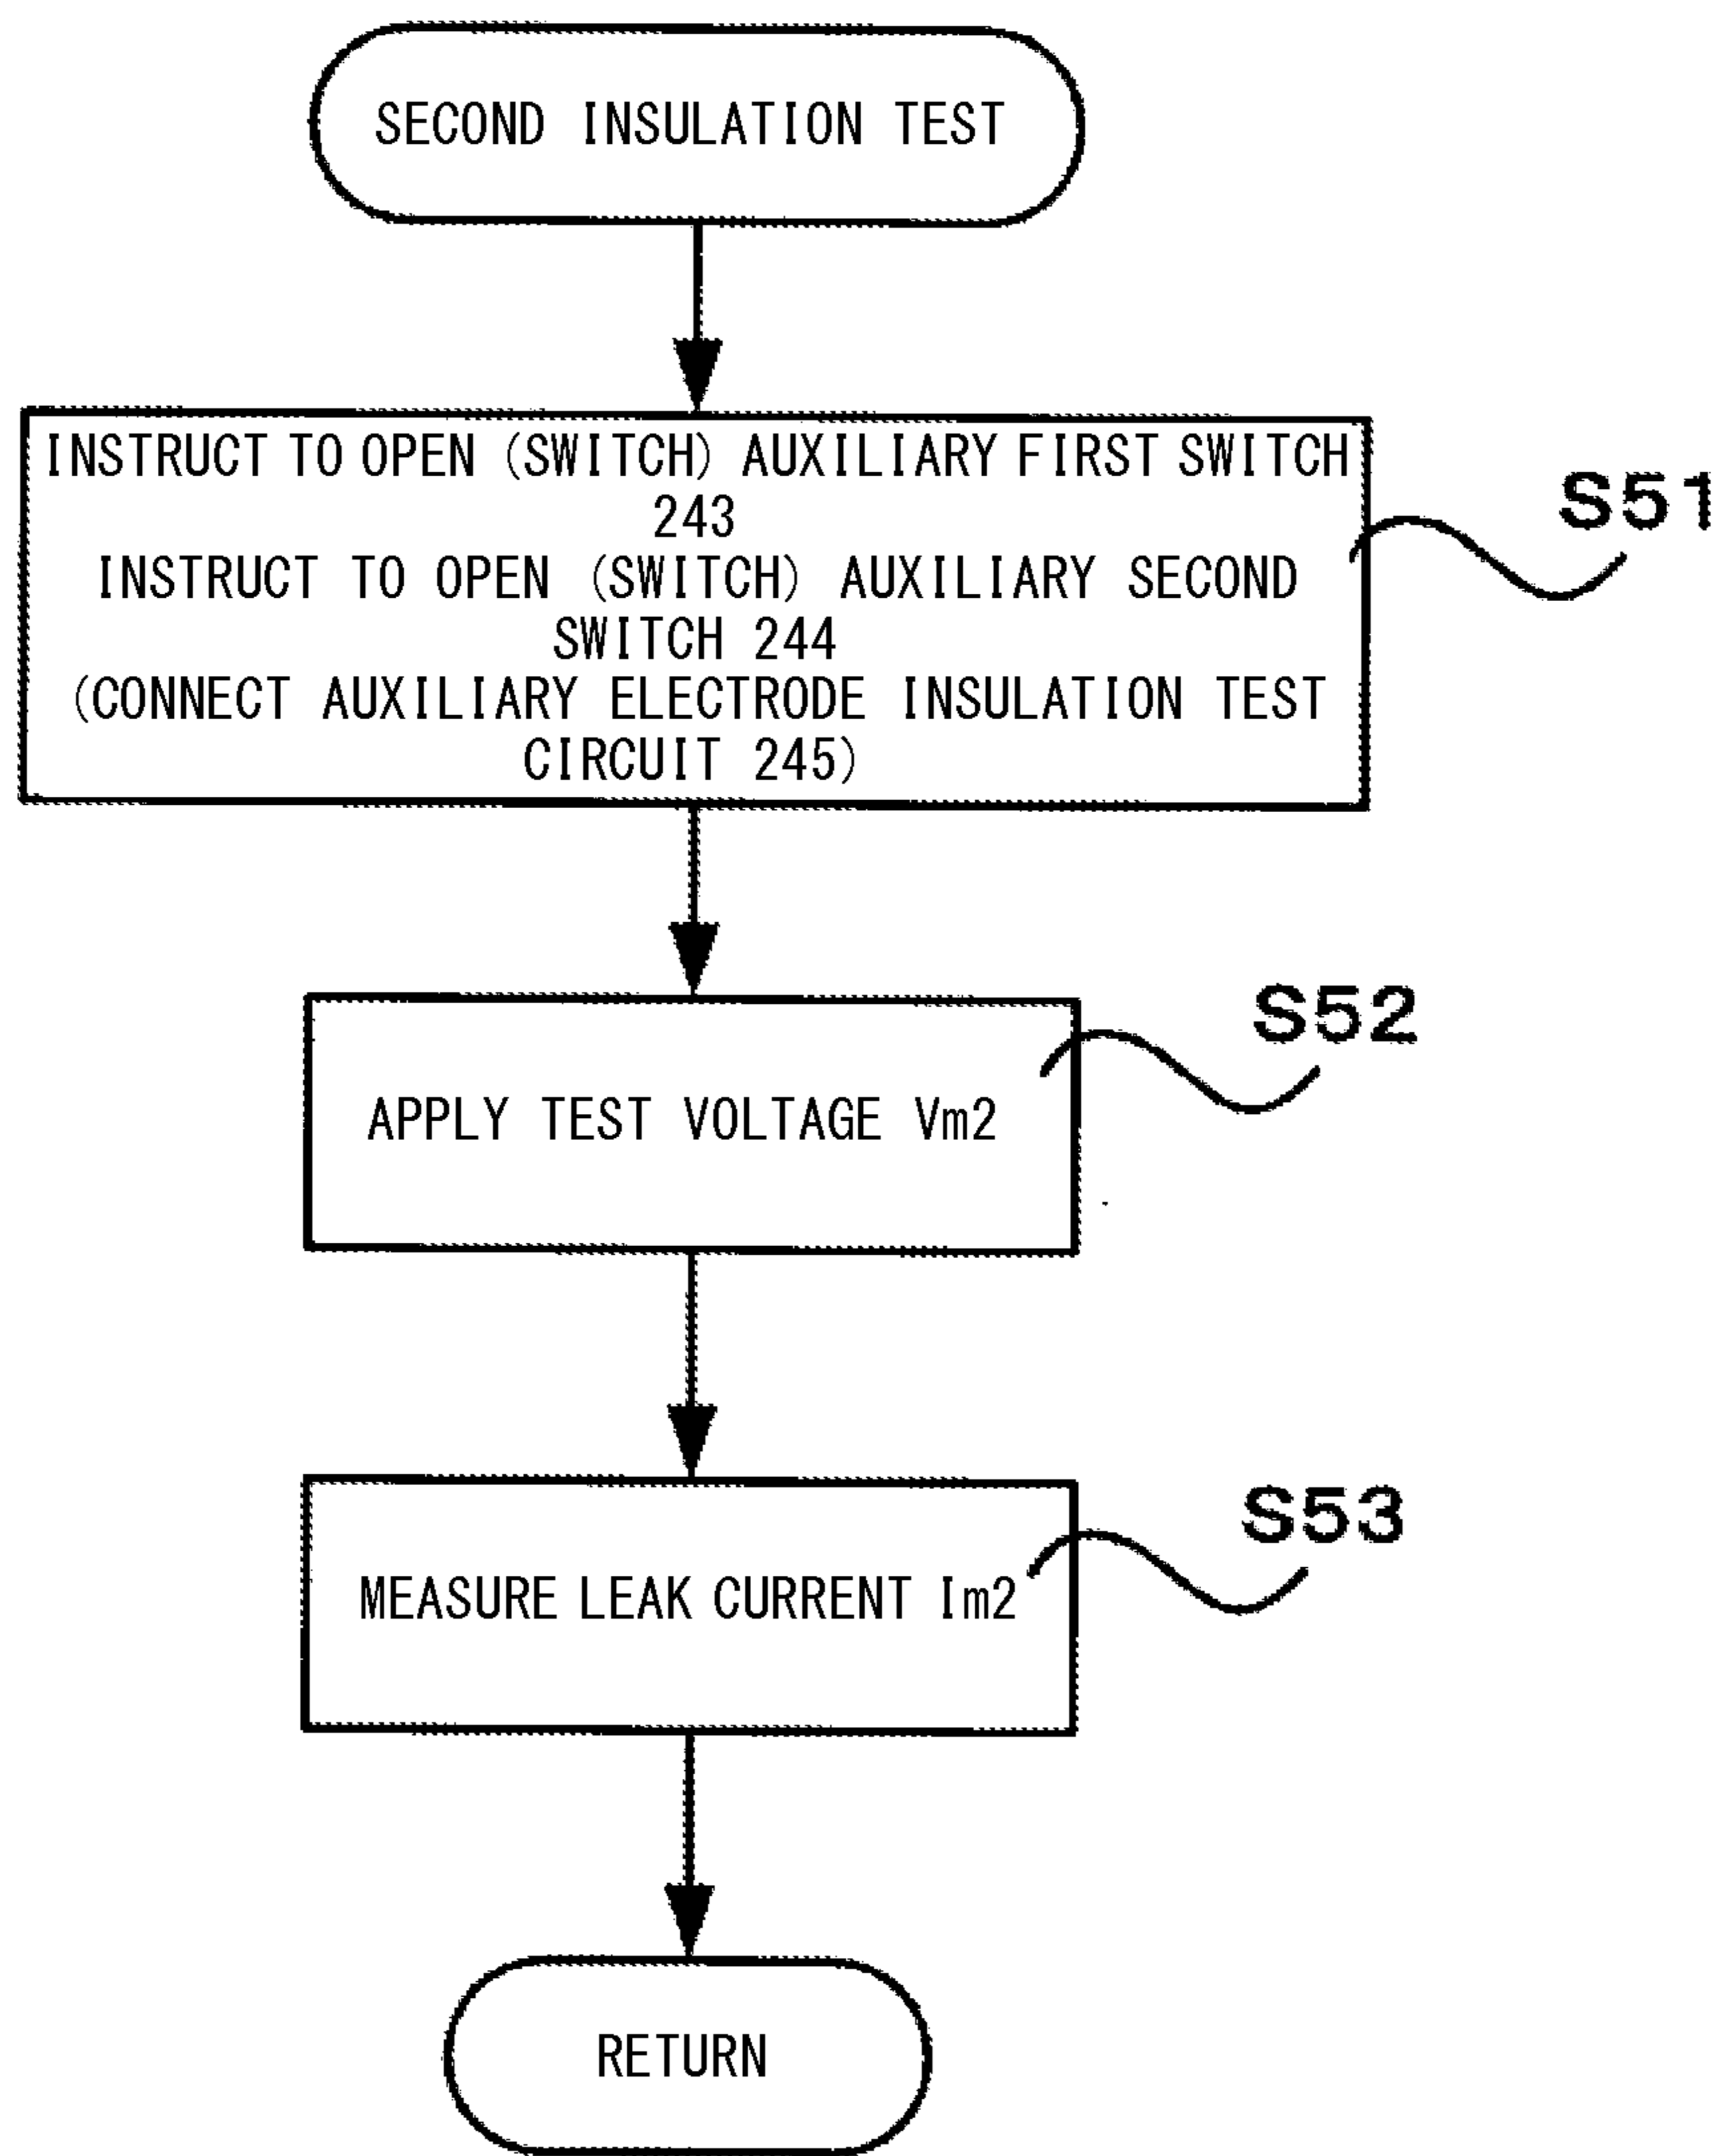 SECOND INSULATION TEST
INSTRUCT TO OPEN (SWITCH) AUXILIARY FIRST SWITCH
243
INSTRUCT TO OPEN (SWITCH) AUXILIARY SECOND
SWITCH 244
(CONNECT AUXILIARY ELECTRODE INSULATION TEST
CIRCUIT 245)
S51
APPLY TEST VOLTAGE Vm2
S52
MEASURE LEAK CURRENT Im2
S53
RETURN